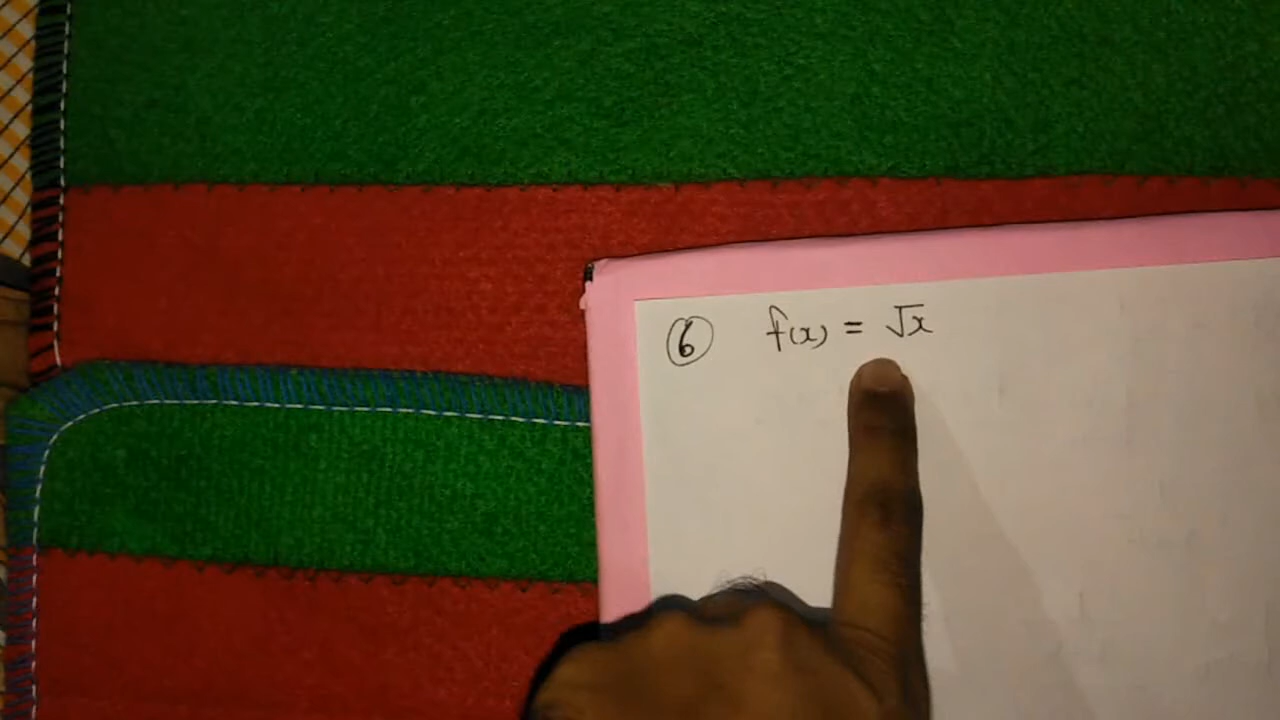 ⑥ f(x) = √x